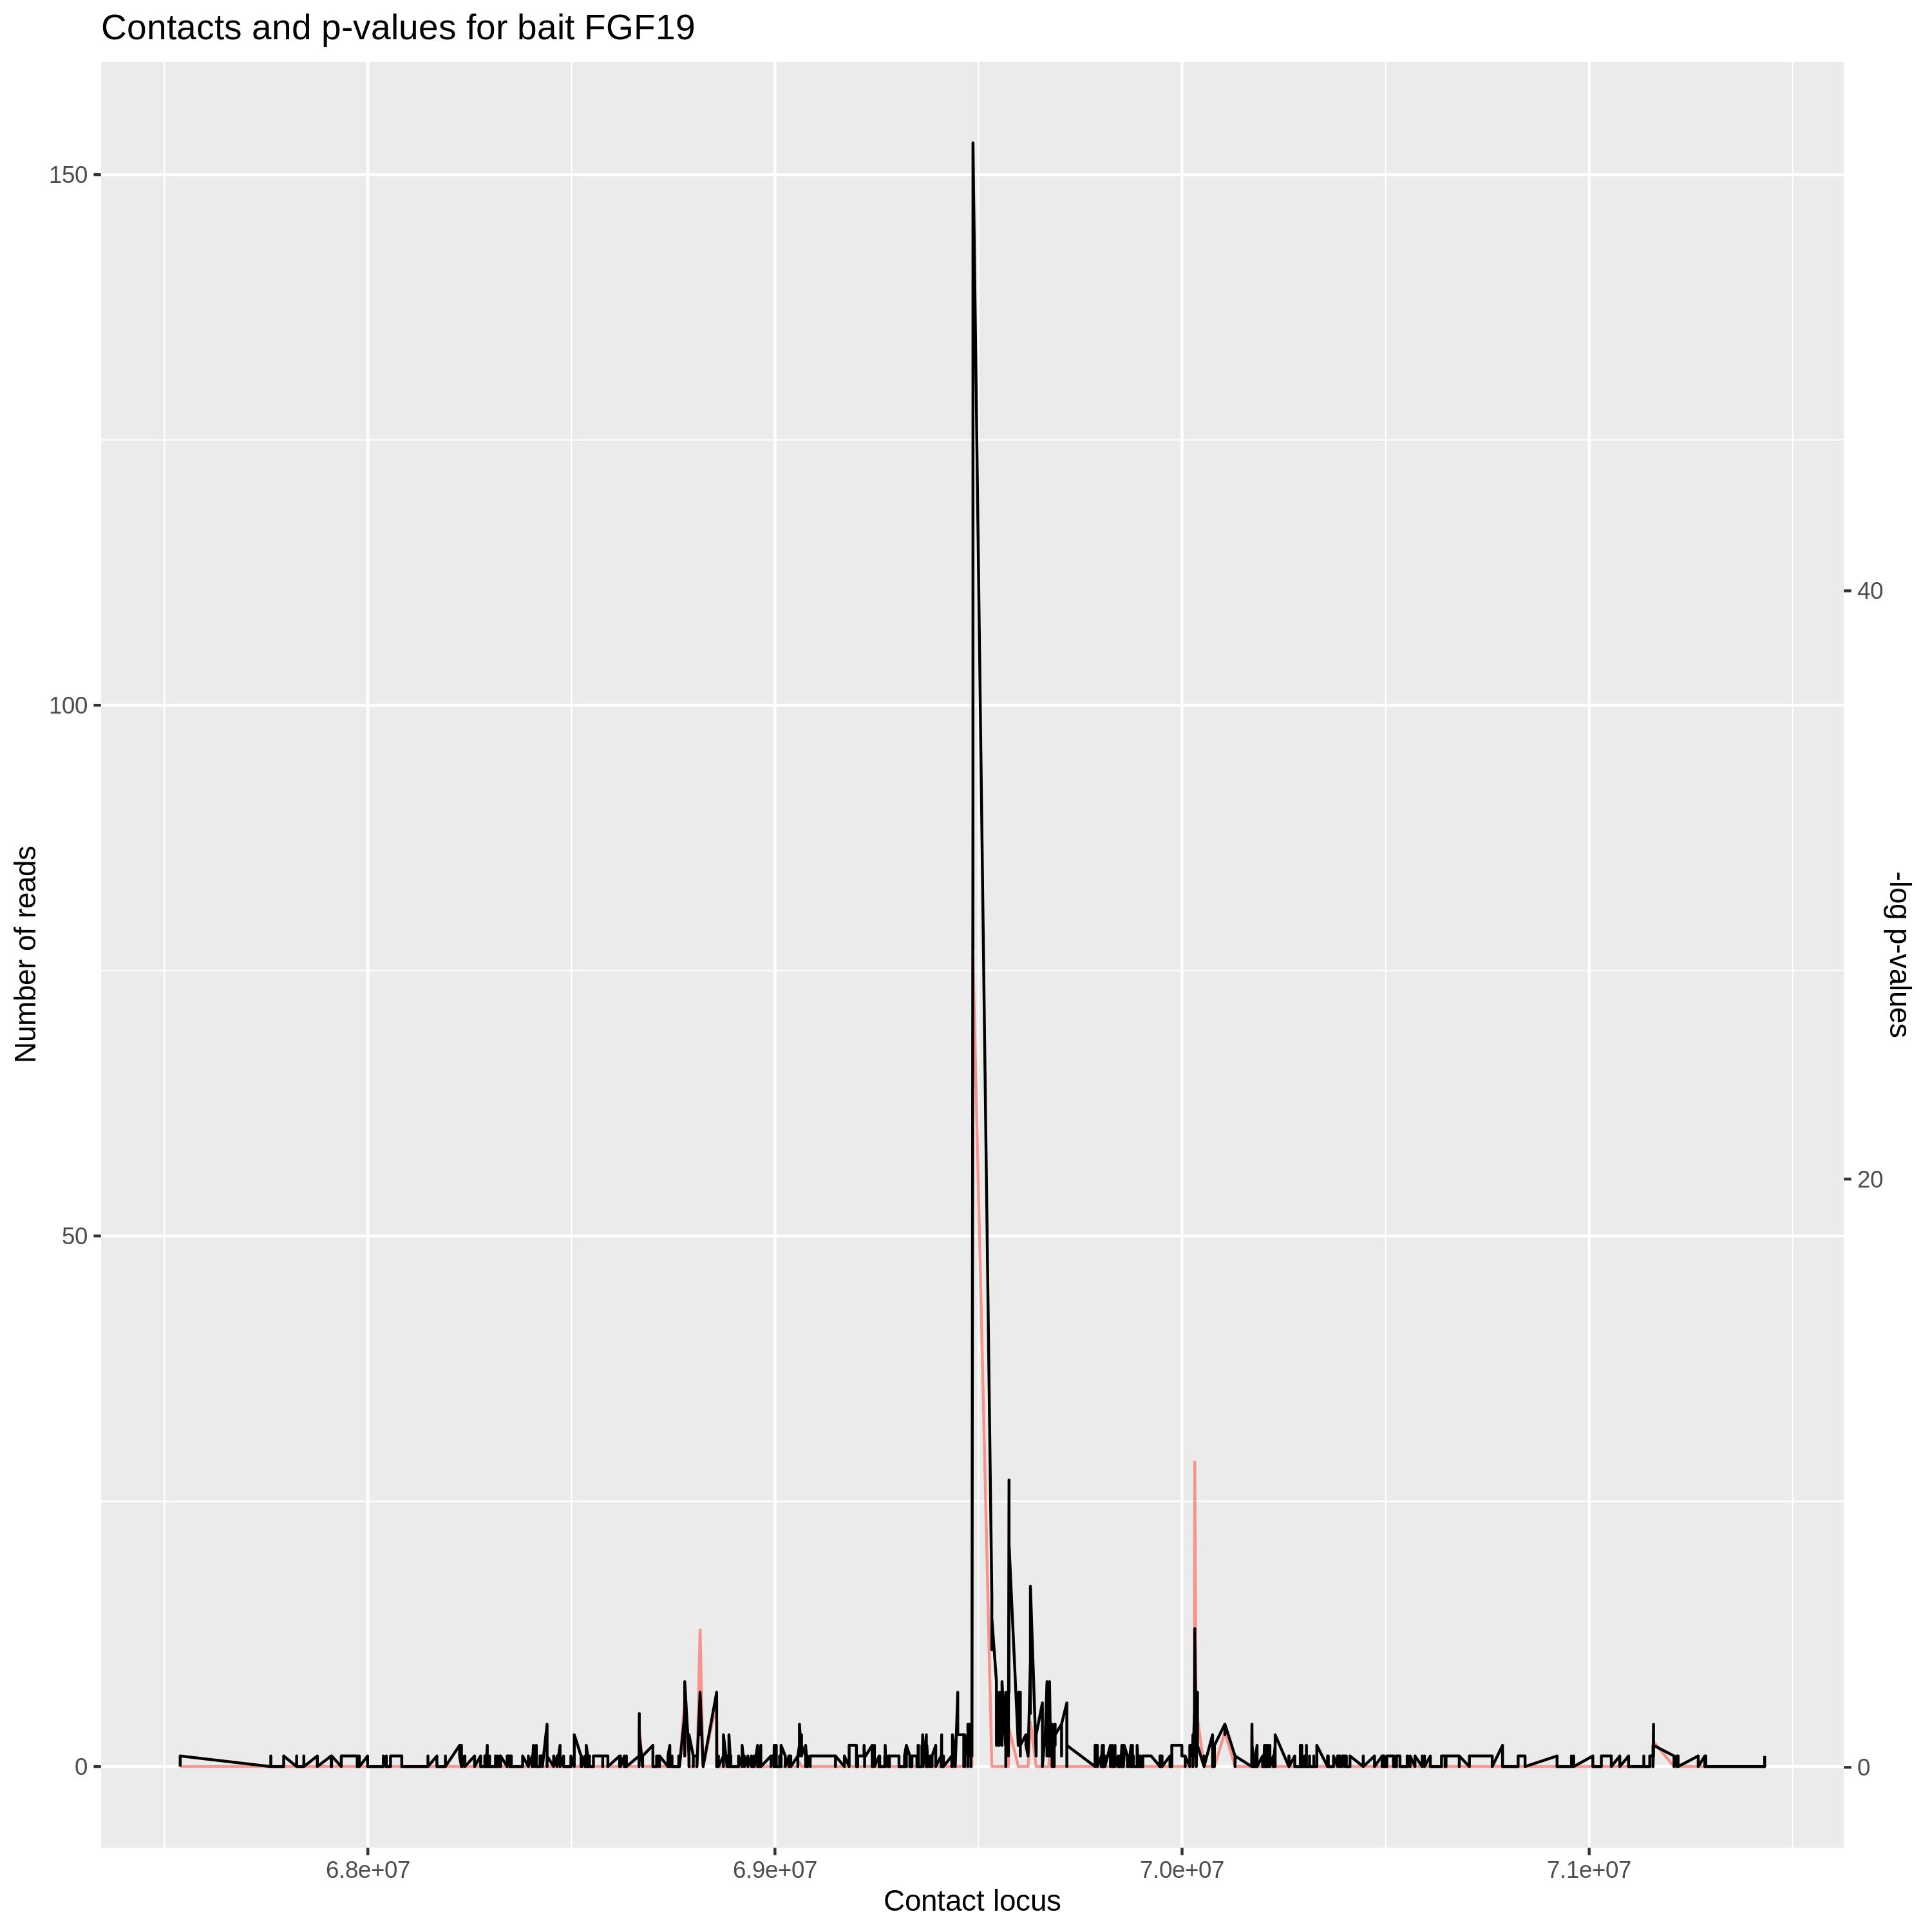 Contacts and p-values for bait FGF19
150
100
50
0
Number of reads
40
20
0
-log p-values
6.8e+07
6.9e+07
7.0e+07
7.1e+07
Contact locus